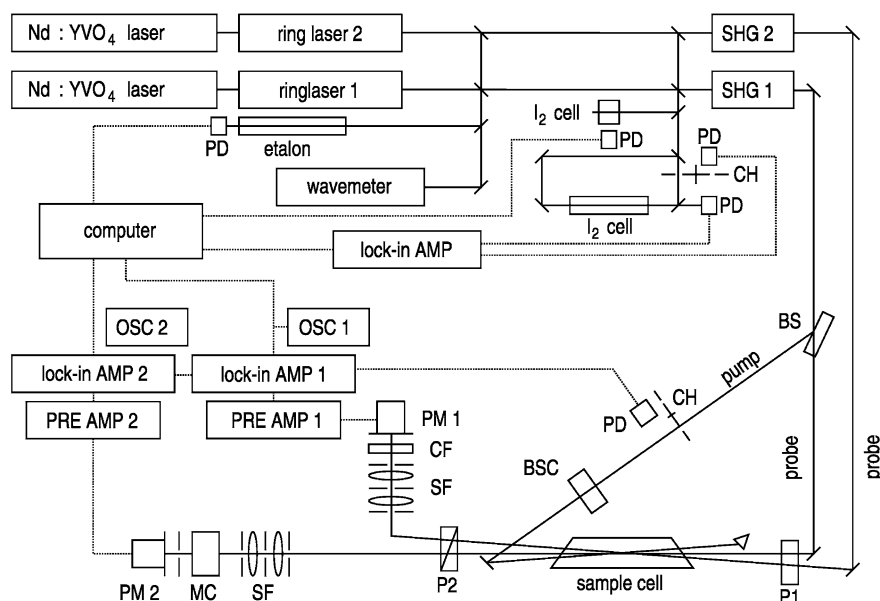 Nd : YVO4 laser
ring laser 2
SHG 2
Nd : YVO4 laser
ringlaser 1
SHG 1
I2 cell
PD
etalon
PD
PD
CH
wavemeter
PD
I2 cell
computer
lock-in AMP
OSC 2
OSC 1
BS
lock-in AMP 2
lock-in AMP 1
pump
CH
PD
PRE AMP 2
PRE AMP 1
PM 1
CF
BSC
SF
probe
probe
PM 2
MC
SF
P2
sample cell
P1